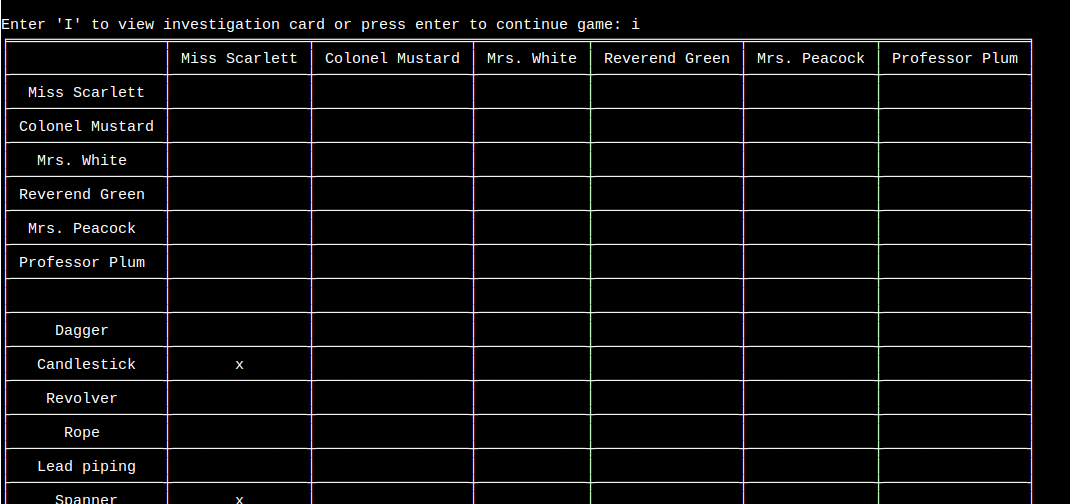 Enter 'I' to view investigation card or press enter to continue game: i
Miss Scarlett Colonel Mustard Mrs. White Reverend Green Mrs. Peacock Professor Plum
Miss Scarlett
Colonel Mustard
Mrs. White
Reverend Green
Mrs. Peacock
Professor Plum
Dagger
Candlestick x
Revolver
Rope
Lead piping
Spanner x